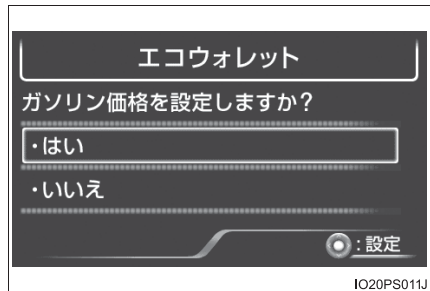 エコウォレット
ガソリン価格を設定しますか？
・はい
・いいえ
：設定
IO20PS011J